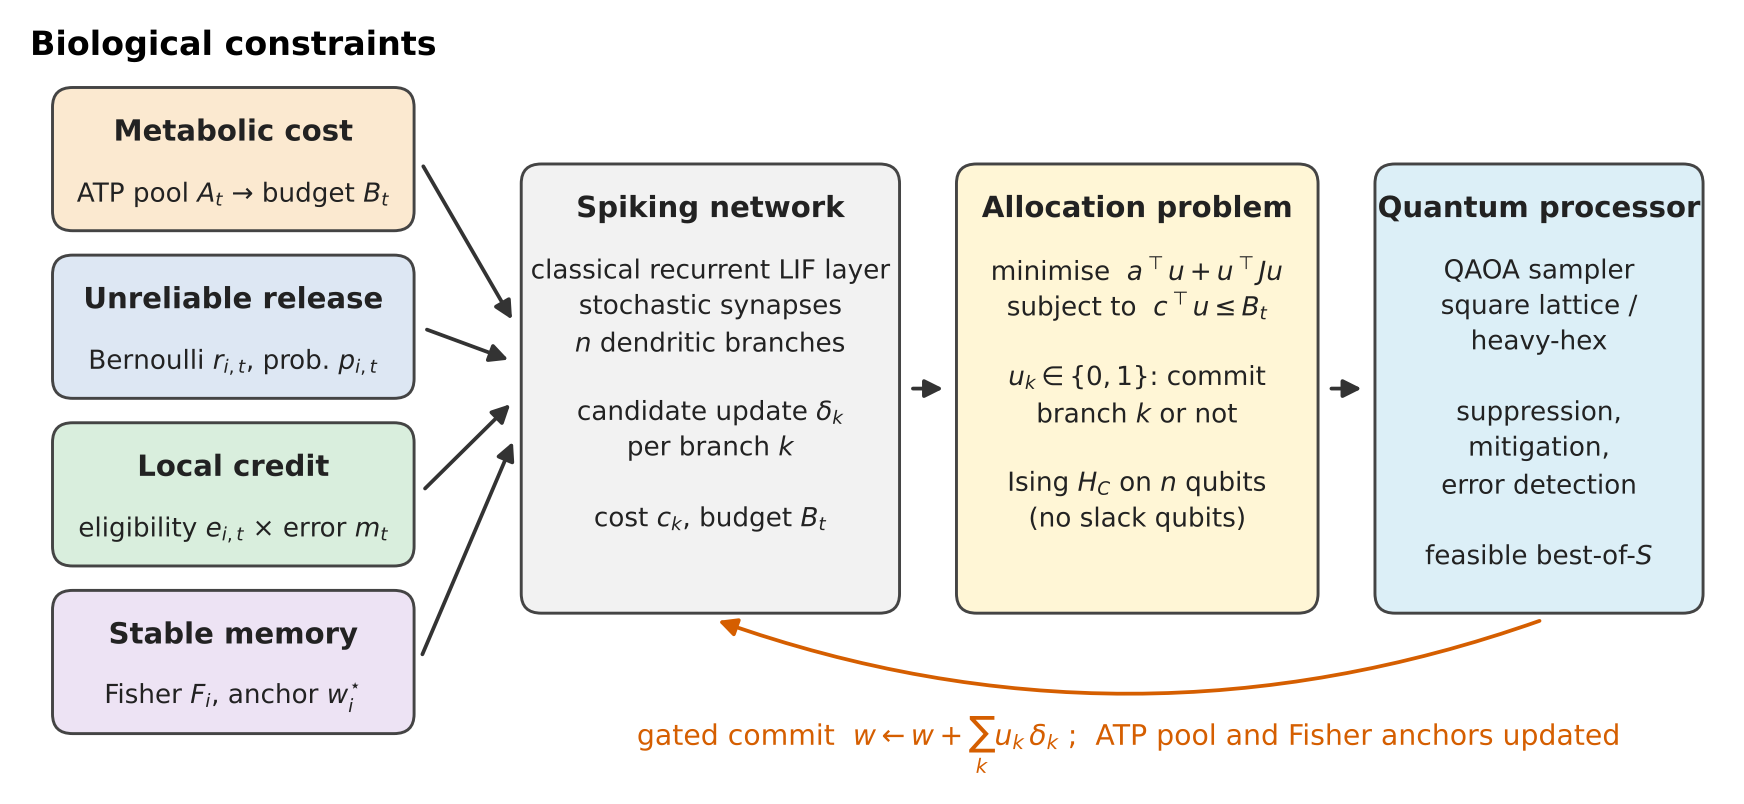 Biological constraints
Metabolic cost
ATP pool A_t → budget B_t
Unreliable release
Bernoulli r_{i,t}, prob. p_{i,t}
Local credit
eligibility e_{i,t} × error m_t
Stable memory
Fisher F_i, anchor w_i^⋆
Spiking network
classical recurrent LIF layer
stochastic synapses
n dendritic branches
candidate update δ_k
per branch k
cost c_k, budget B_t
Allocation problem
minimise a^⊤u + u^⊤Ju
subject to c^⊤u ≤ B_t
u_k ∈ {0, 1}: commit
branch k or not
Ising H_C on n qubits
(no slack qubits)
Quantum processor
QAOA sampler
square lattice /
heavy-hex
suppression,
mitigation,
error detection
feasible best-of-S
gated commit w ← w + ∑_k u_k δ_k ; ATP pool and Fisher anchors updated